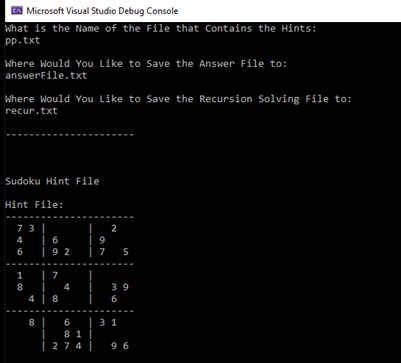 Microsoft Visual Studio Debug Console
What is the Name of the File that Contains the Hints:
pp.txt
Where Would You Like to Save the Answer File to:
answerFile.txt
Where Would You Like to Save the Recursion Solving File to:
recur.txt
----------------------
Sudoku Hint File
Hint File:
----------------------
  7 3 |       |   2
  4   | 6     | 9
  6   | 9 2   | 7   5
----------------------
  1   | 7     |
  8   |   4   |   3 9
    4 | 8     |   6
----------------------
    8 |   6   | 3 1
      |   8 1 |
      | 2 7 4 |   9 6